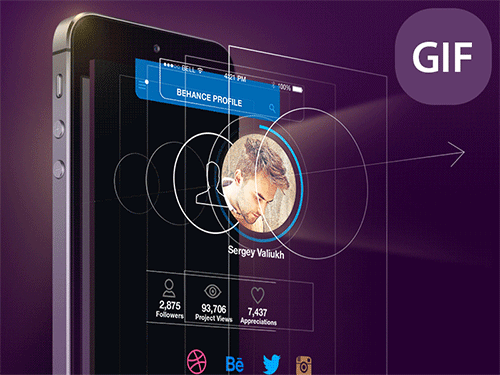 GIF
BELL
4:21 PM
100%
BEHANCE PROFILE
Sergey Valiukh
2,875
Followers
93,706
Project Views
7,437
Appreciations
Bē